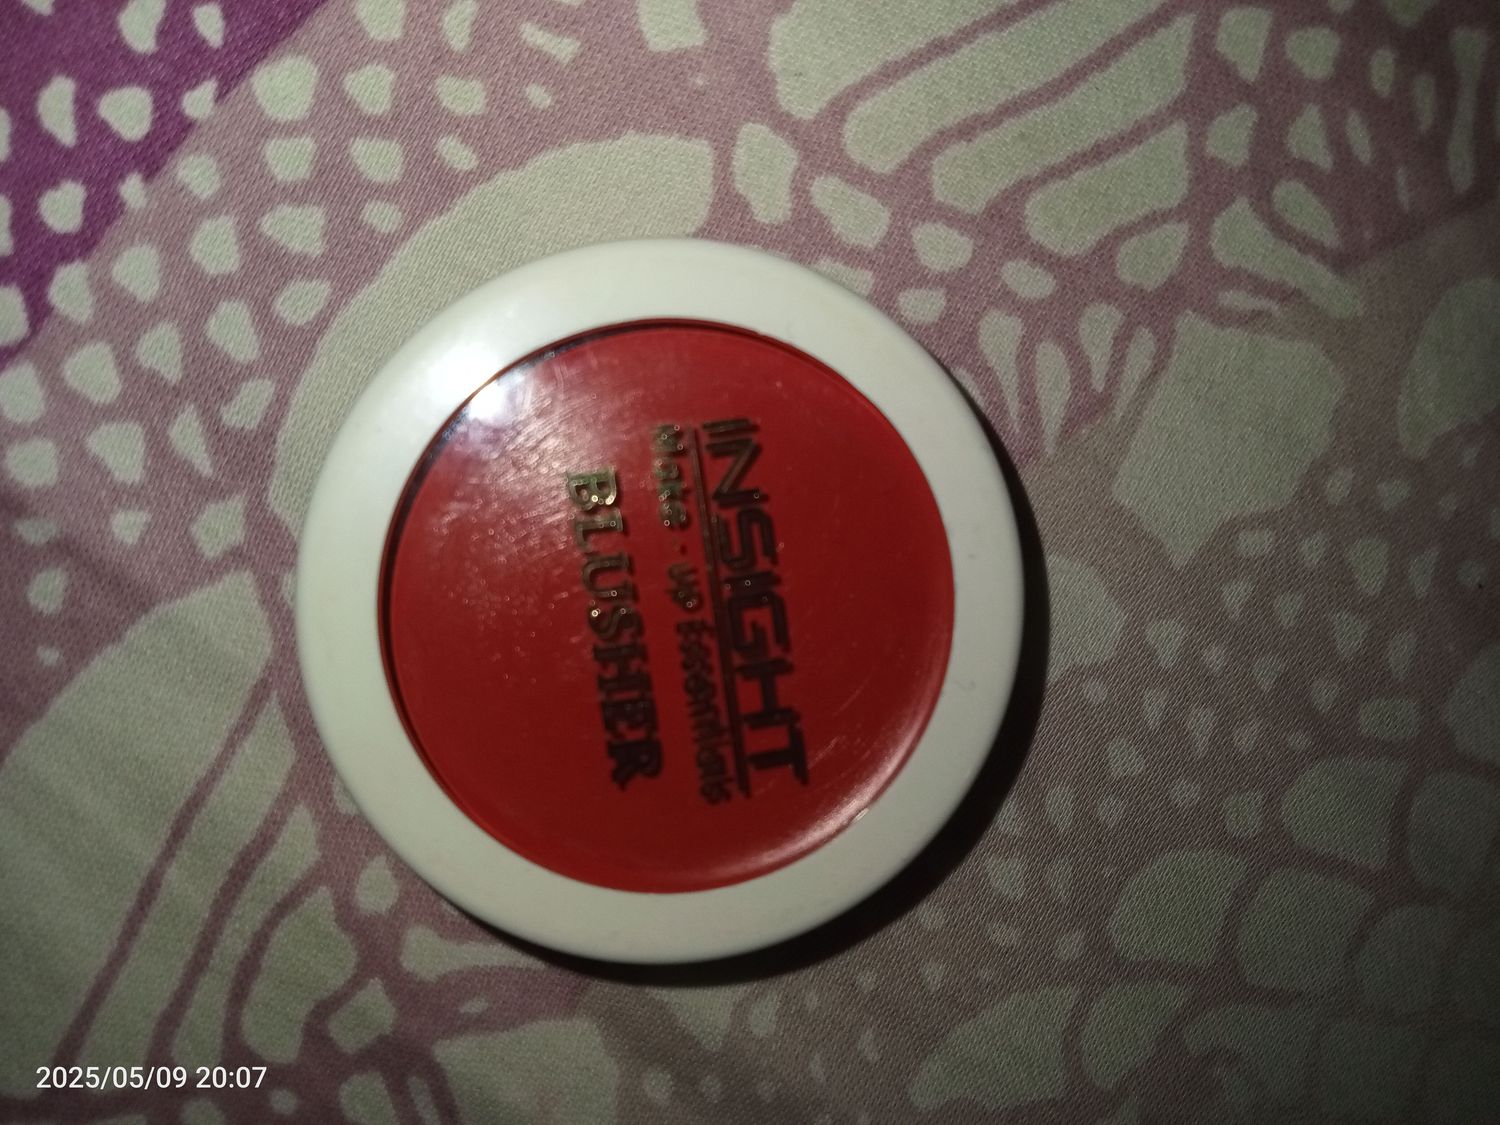 INSIGHT
Make-Up Essentials
BLUSHER
2025/05/09 20:07